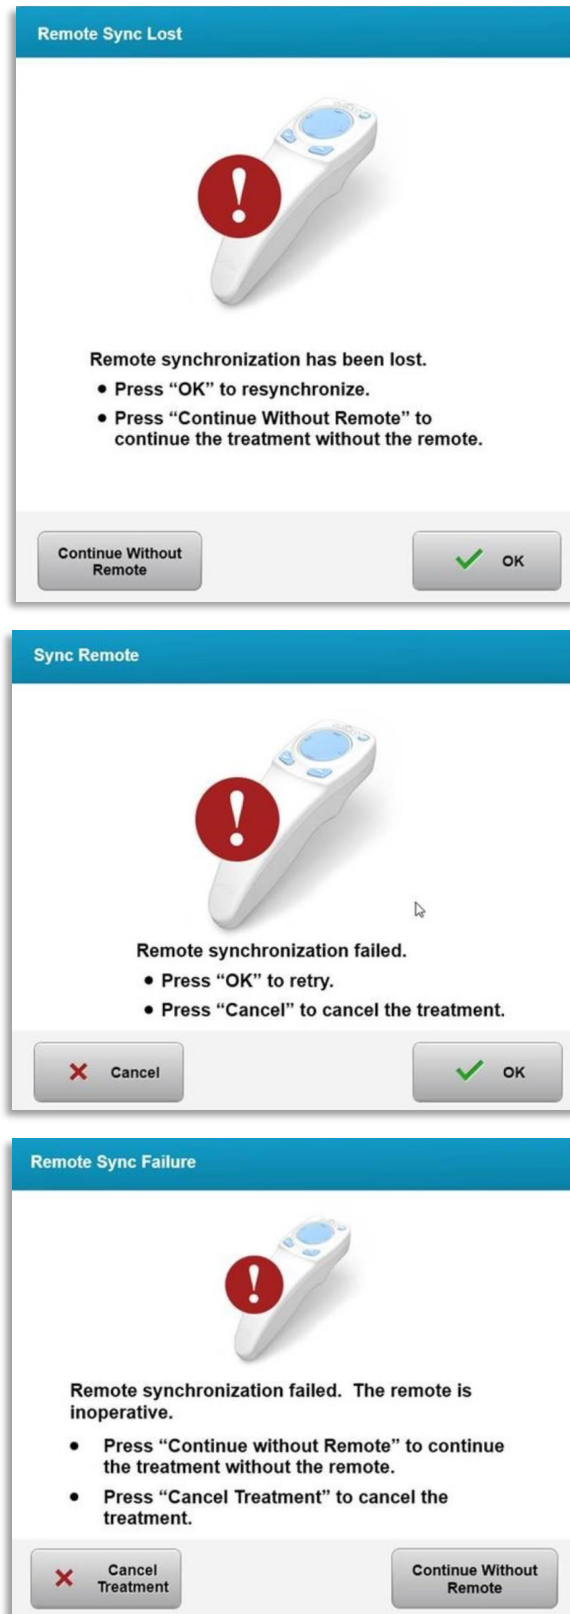 Remote Sync Lost
Remote synchronization has been lost.
• Press “OK” to resynchronize.
• Press “Continue Without Remote” to
continue the treatment without the remote.
Continue Without
Remote
OK
Sync Remote
Remote synchronization failed.
• Press “OK” to retry.
• Press “Cancel” to cancel the treatment.
Cancel
OK
Remote Sync Failure
Remote synchronization failed.  The remote is
inoperative.
• Press “Continue without Remote” to continue
the treatment without the remote.
• Press “Cancel Treatment” to cancel the
treatment.
Cancel
Treatment
Continue Without
Remote